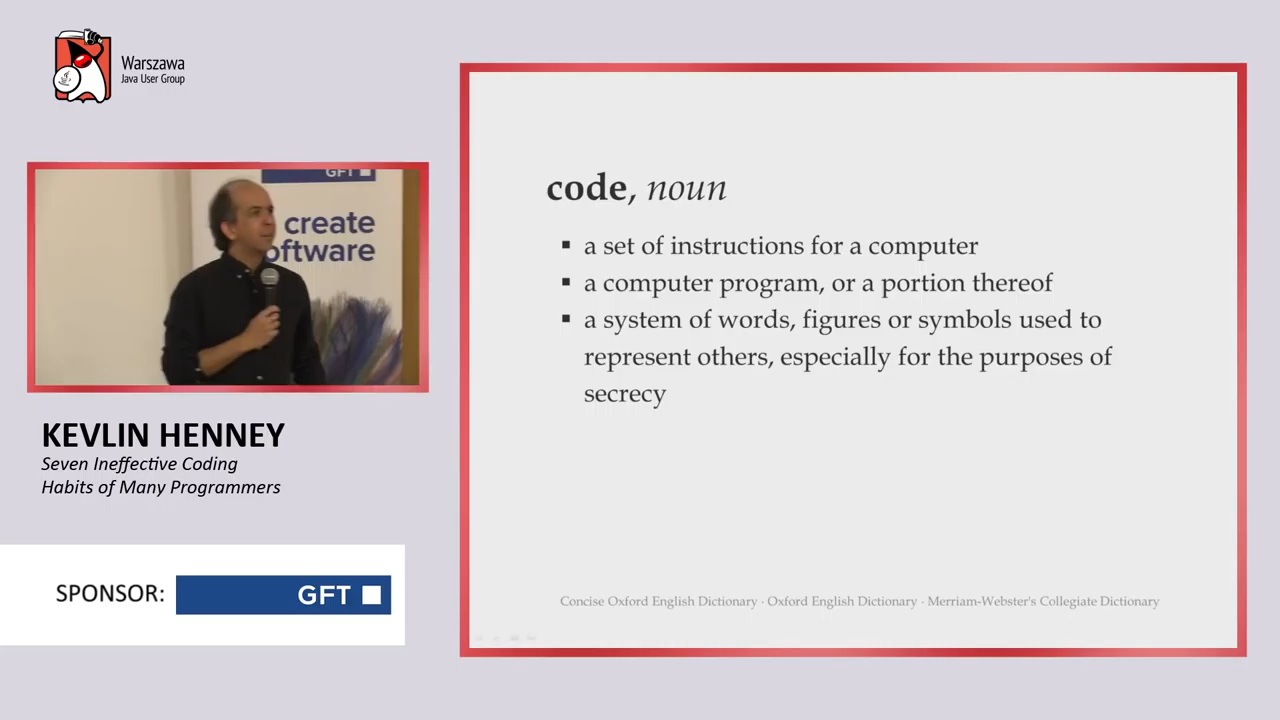 Warszawa
Java User Group
GFT
create
oftware
code, noun
▪ a set of instructions for a computer
▪ a computer program, or a portion thereof
▪ a system of words, figures or symbols used to
represent others, especially for the purposes of
secrecy
Concise Oxford English Dictionary · Oxford English Dictionary · Merriam-Webster's Collegiate Dictionary
KEVLIN HENNEY
Seven Ineffective Coding
Habits of Many Programmers
SPONSOR: GFT